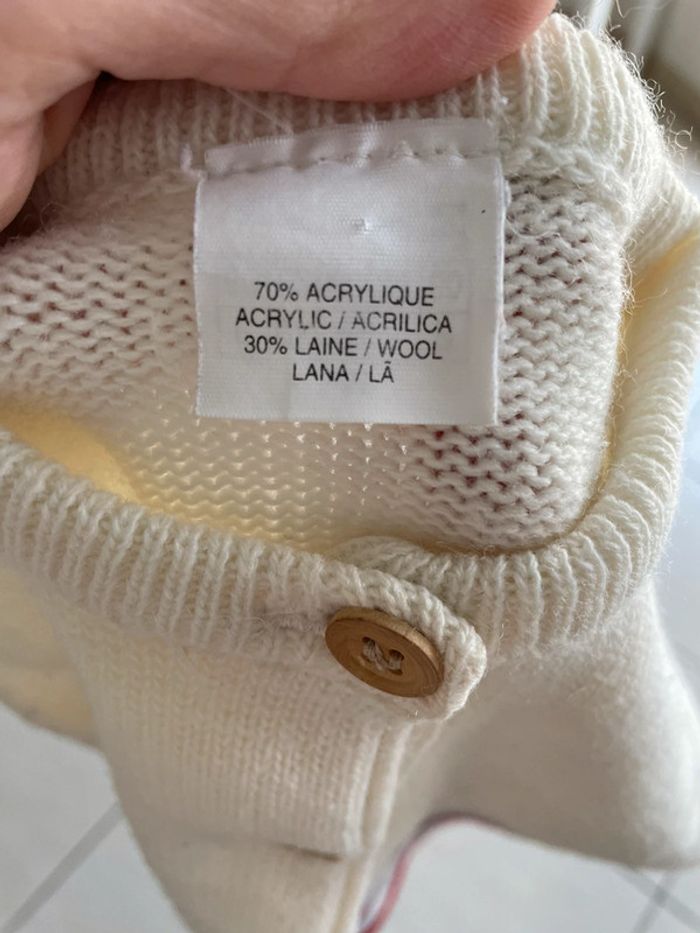 70% ACRYLIQUE
ACRYLIC / ACRILICA
30% LAINE / WOOL
LANA / LÃ